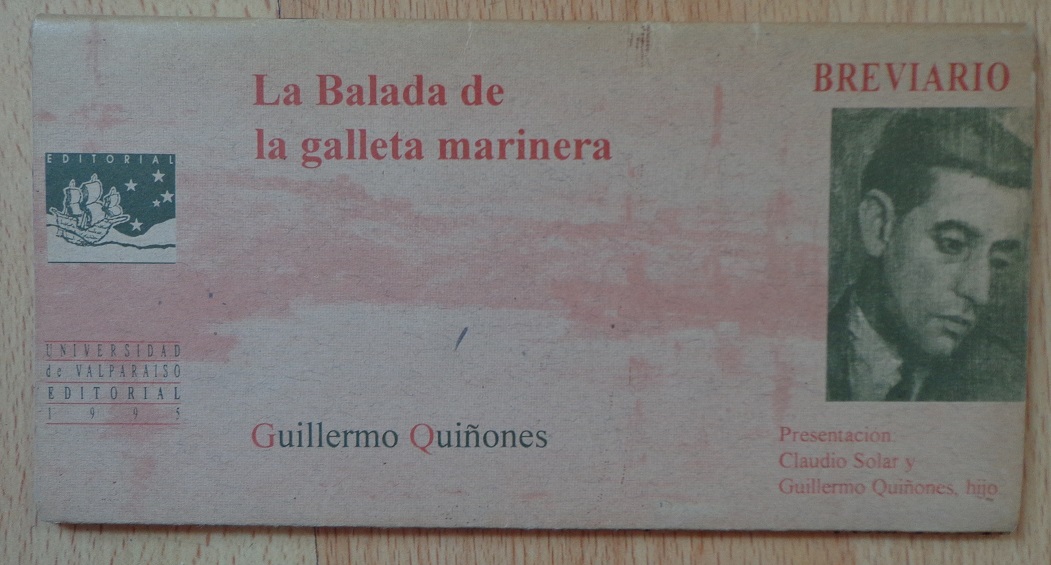 La Balada de
la galleta marinera
BREVIARIO
EDITORIAL
UNIVERSIDAD
de VALPARAISO
EDITORIAL
1995
Guillermo Quiñones
Presentación:
Claudio Solar y
Guillermo Quiñones, hijo.